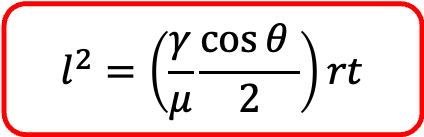 l² = (γ/μ cos θ/2) rt